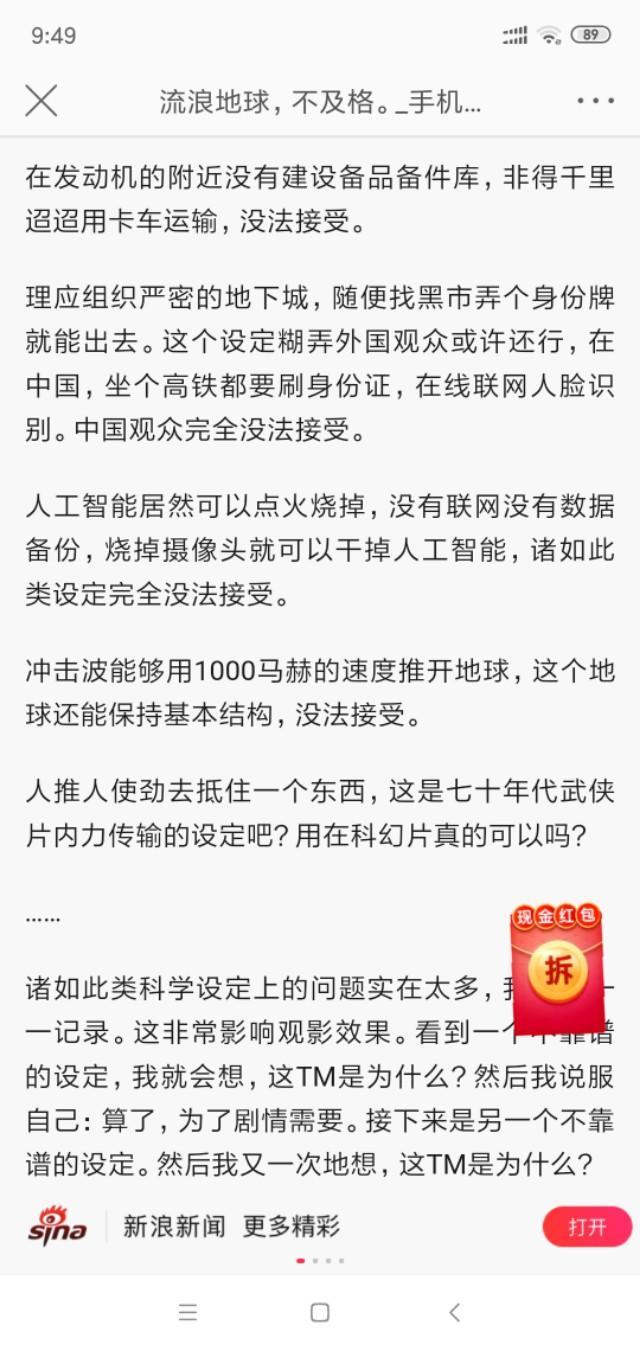 9:49
89
流浪地球，不及格。_手机...
在发动机的附近没有建设备品备件库，非得千里
迢迢用卡车运输，没法接受。
理应组织严密的地下城，随便找黑市弄个身份牌
就能出去。这个设定糊弄外国观众或许还行，在
中国，坐个高铁都要刷身份证，在线联网人脸识
别。中国观众完全没法接受。
人工智能居然可以点火烧掉，没有联网没有数据
备份，烧掉摄像头就可以干掉人工智能，诸如此
类设定完全没法接受。
冲击波能够用1000马赫的速度推开地球，这个地
球还能保持基本结构，没法接受。
人推人使劲去抵住一个东西，这是七十年代武侠
片内力传输的设定吧？用在科幻片真的可以吗？
……
现金红包
拆
诸如此类科学设定上的问题实在太多，我一
一记录。这非常影响观影效果。看到一个不靠谱
的设定，我就会想，这TM是为什么？然后我说服
自己：算了，为了剧情需要。接下来是另一个不靠
谱的设定。然后我又一次地想，这TM是为什么？
sina
新浪新闻 更多精彩
打开